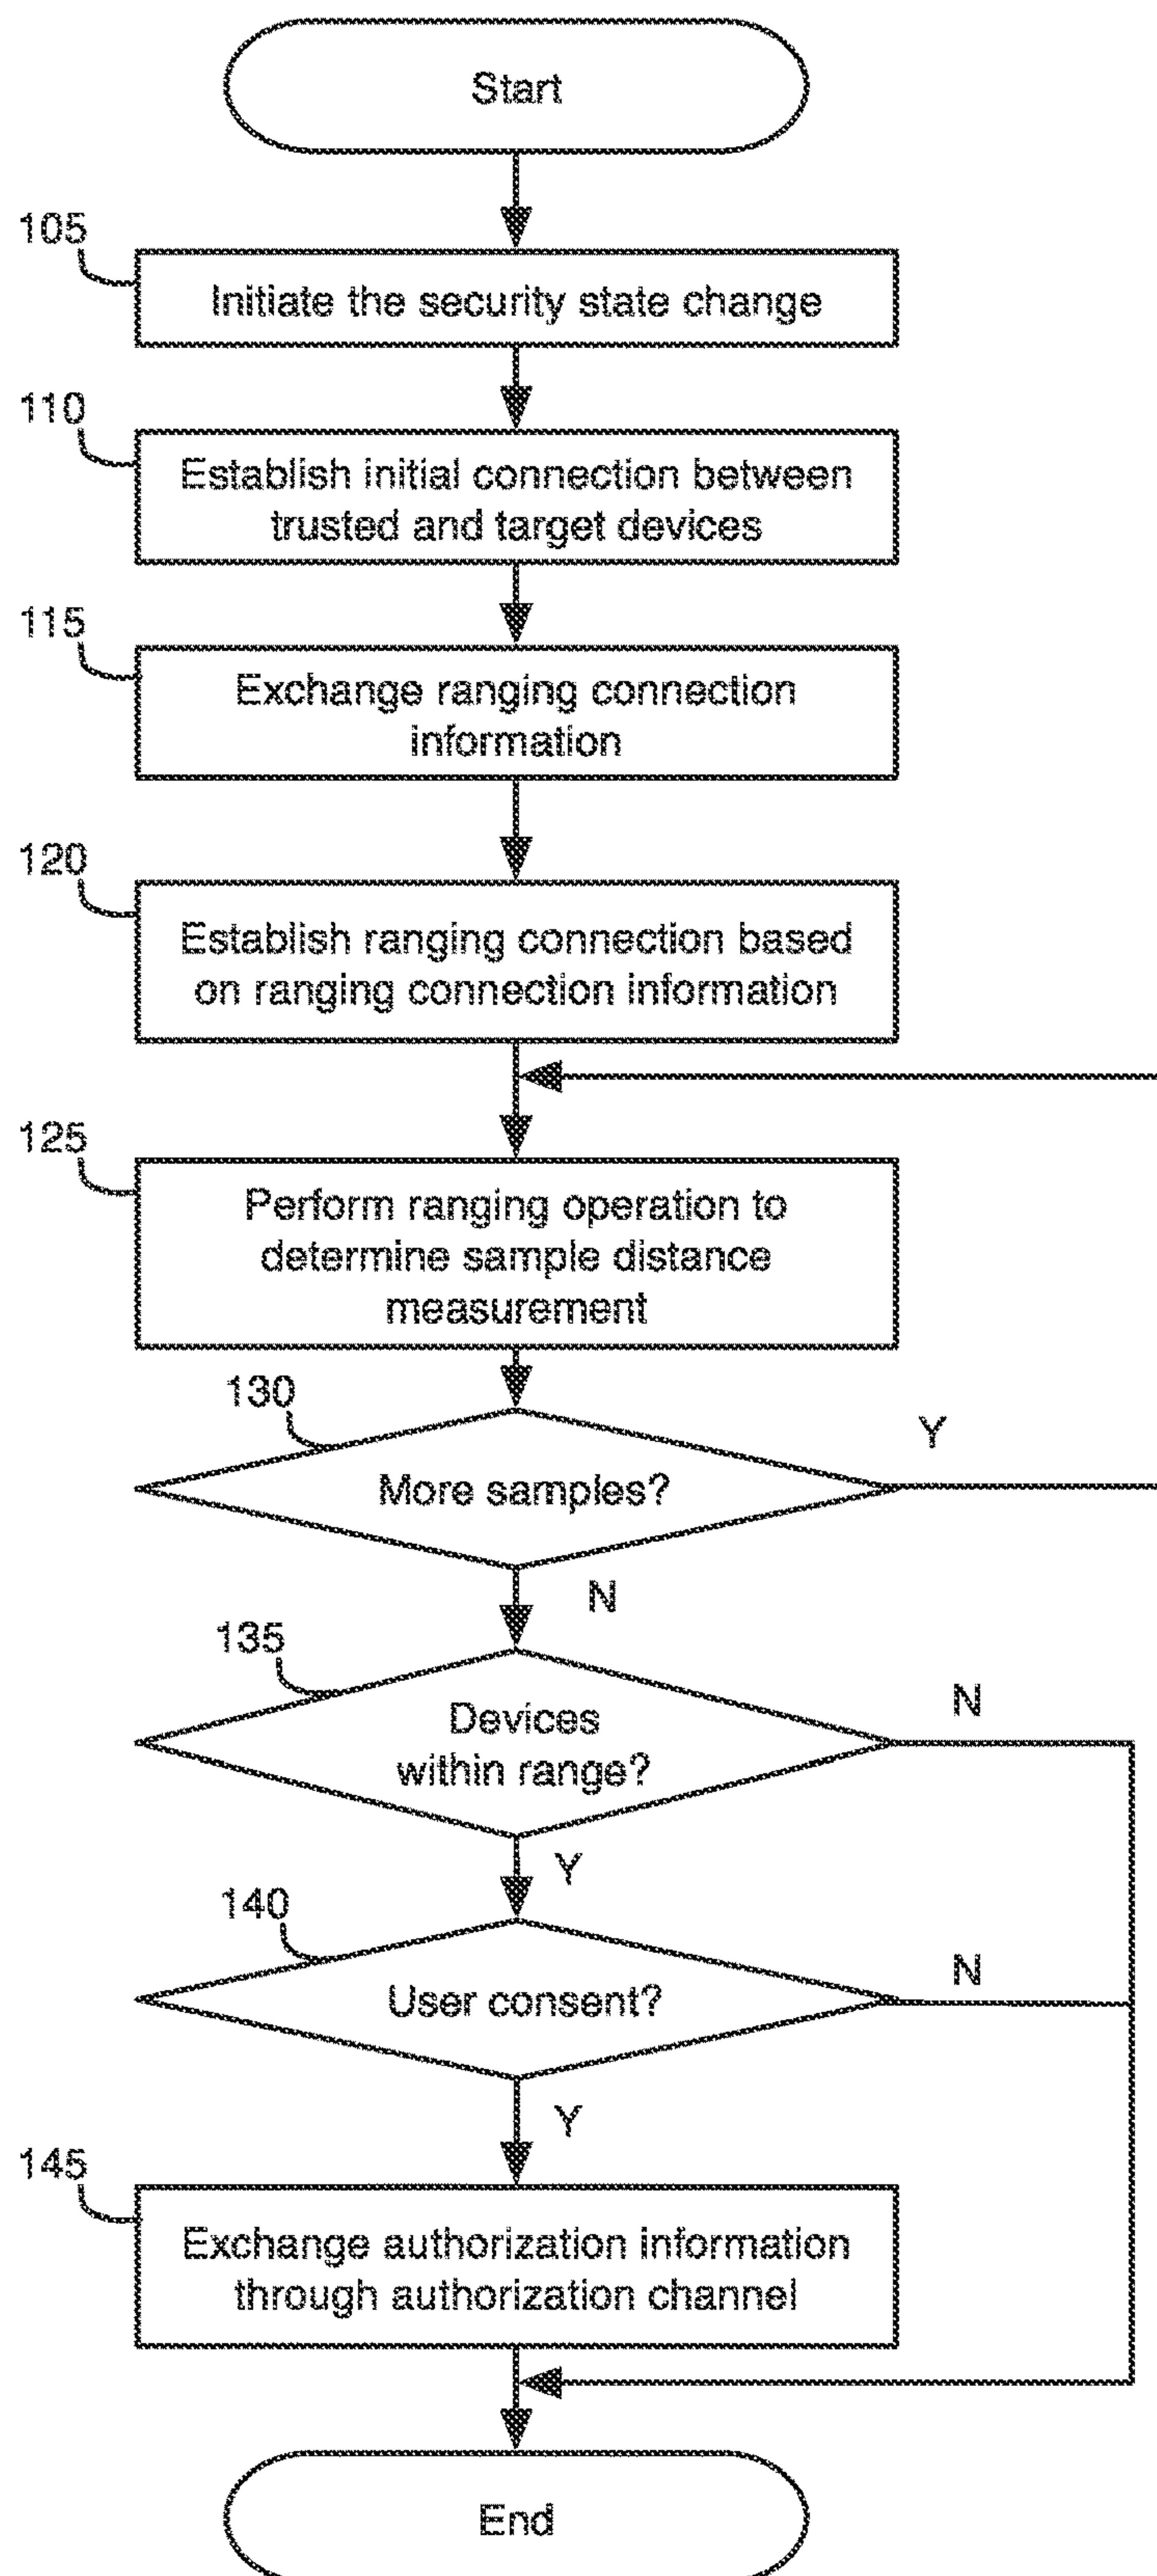 Start
105
Initiate the security state change
110
Establish initial connection between
trusted and target devices
115
Exchange ranging connection
information
120
Establish ranging connection based
on ranging connection information
125
Perform ranging operation to
determine sample distance
measurement
130
Y
More samples?
N
135
N
Devices
within range?
Y
140
N
User consent?
Y
145
Exchange authorization information
through authorization channel
End